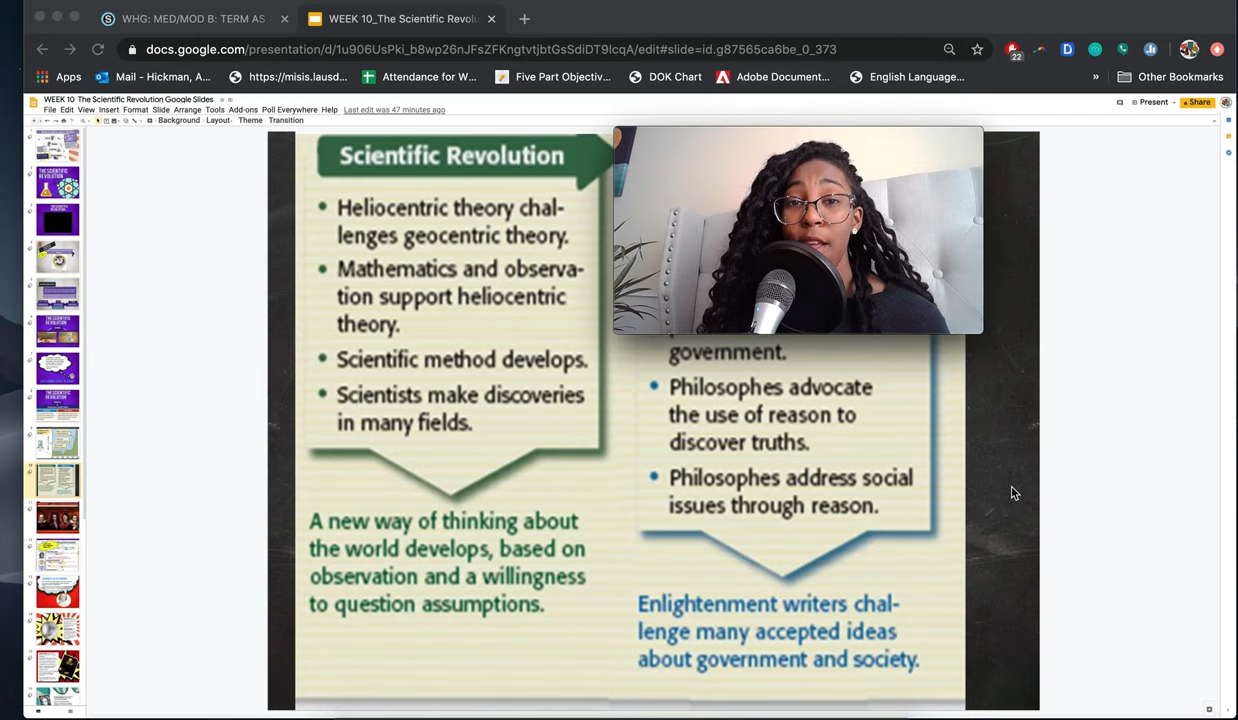 WHG: MED/MOD B: TERM AS
WEEK 10_The Scientific Revolu
docs.google.com/presentation/d/1u906UsPki_b8wp26nJFsZFKngtvtjbtGsSdiDT9lcqA/edit#slide=id.g87565ca6be_0_373
22
Apps
Mail - Hickman, A...
https://misis.lausd...
Attendance for W...
Five Part Objectiv...
DOK Chart
Adobe Document...
English Language...
»
Other Bookmarks
WEEK 10_The Scientific Revolution Google Slides
File Edit View Insert Format Slide Arrange Tools Add-ons Poll Everywhere Help Last edit was 47 minutes ago
Present
Share
Background Layout Theme Transition
Scientific Revolution
• Heliocentric theory chal-
lenges geocentric theory.
• Mathematics and observa-
tion support heliocentric
theory.
• Scientific method develops.
• Scientists make discoveries
in many fields.
A new way of thinking about
the world develops, based on
observation and a willingness
to question assumptions.
government.
• Philosophes advocate
the use of reason to
discover truths.
• Philosophes address social
issues through reason.
Enlightenment writers chal-
lenge many accepted ideas
about government and society.
THE SCIENTIFIC
REVOLUTION